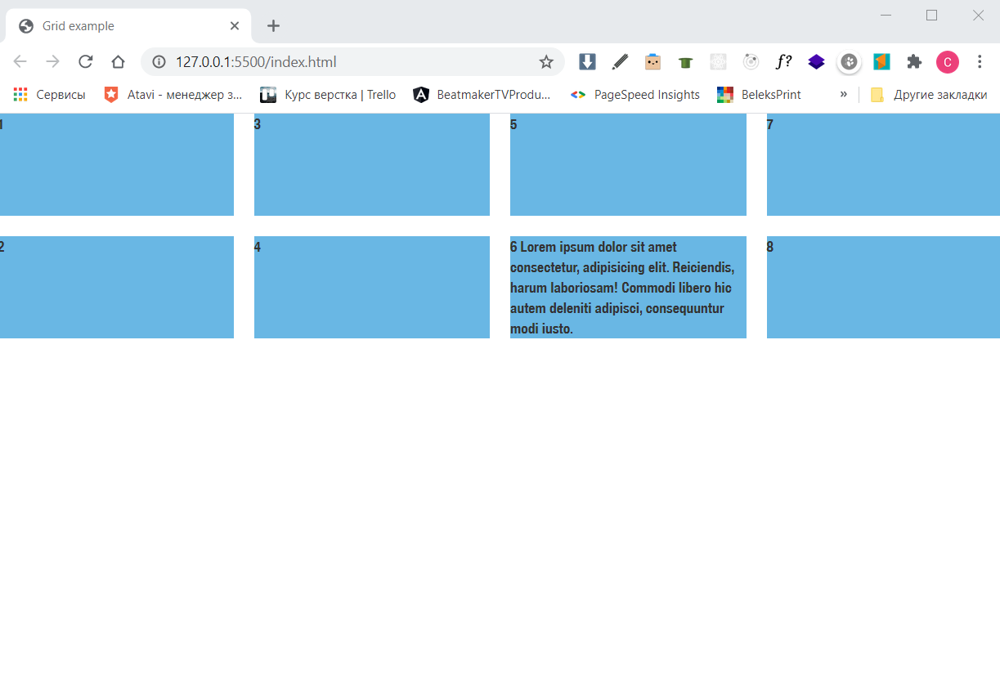 Grid example
127.0.0.1:5500/index.html
f?
C
Сервисы
Atavi - менеджер з...
Курс верстка | Trello
BeatmakerTVProdu...
PageSpeed Insights
BeleksPrint
»
Другие закладки
1
3
5
7
2
4
6 Lorem ipsum dolor sit amet
consectetur, adipisicing elit. Reiciendis,
harum laboriosam! Commodi libero hic
autem deleniti adipisci, consequuntur
modi iusto.
8